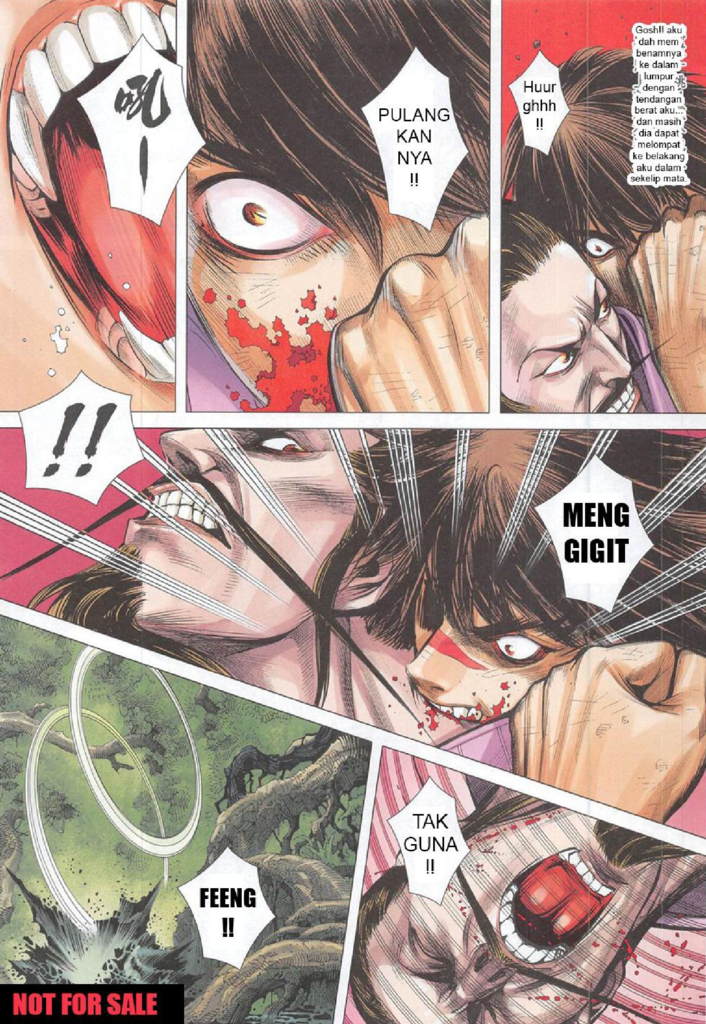 吼
ー
PULANG
KAN
NYA
!!
Huur
ghhh
!!
Gosh!! aku
dah mem
benamnya
ke dalam
lumpur
dengan
tendangan
berat aku...
dan masih
dia dapat
melompat
ke belakang
aku dalam
sekelip mata.
!!
MENG
GIGIT
FEENG
!!
TAK
GUNA
!!
NOT FOR SALE